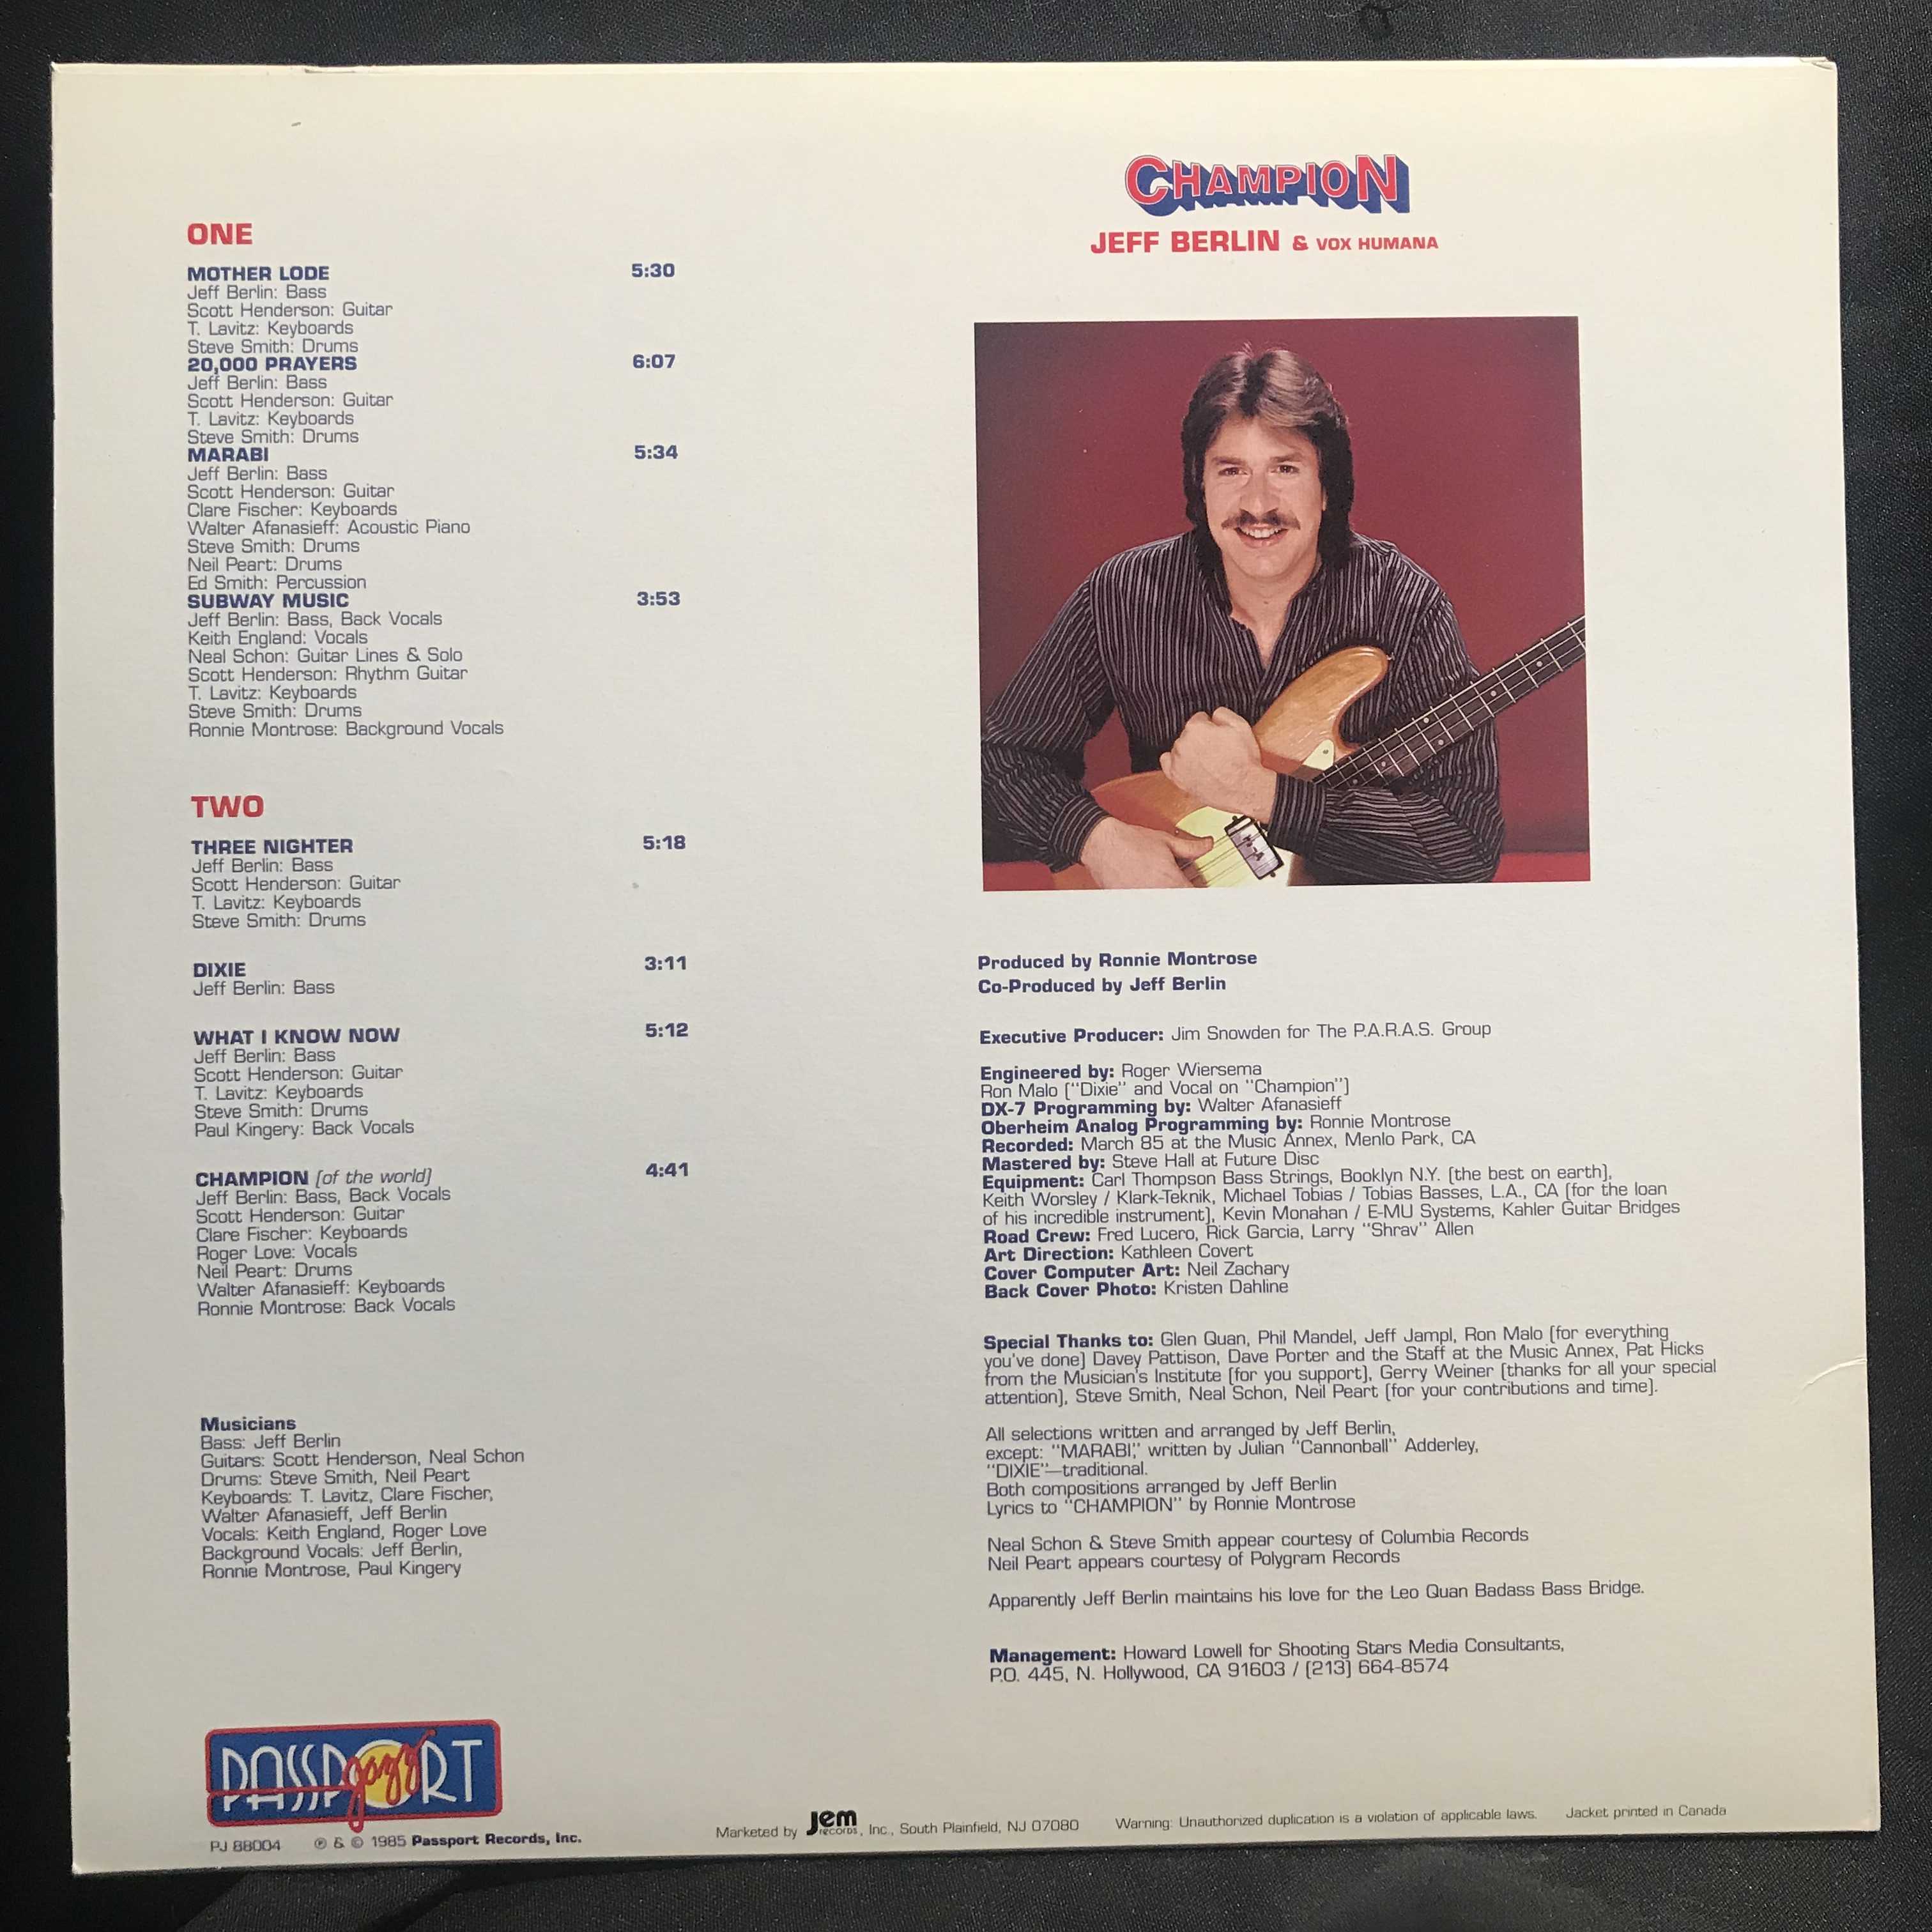 ONE
MOTHER LODE 5:30
Jeff Berlin: Bass
Scott Henderson: Guitar
T. Lavitz: Keyboards
Steve Smith: Drums
20,000 PRAYERS 6:07
Jeff Berlin: Bass
Scott Henderson: Guitar
T. Lavitz: Keyboards
Steve Smith: Drums
MARABI 5:34
Jeff Berlin: Bass
Scott Henderson: Guitar
Clare Fischer: Keyboards
Walter Afanasieff: Acoustic Piano
Steve Smith: Drums
Neil Peart: Drums
Ed Smith: Percussion
SUBWAY MUSIC 3:53
Jeff Berlin: Bass, Back Vocals
Keith England: Vocals
Neal Schon: Guitar Lines & Solo
Scott Henderson: Rhythm Guitar
T. Lavitz: Keyboards
Steve Smith: Drums
Ronnie Montrose: Background Vocals
TWO
THREE NIGHTER 5:18
Jeff Berlin: Bass
Scott Henderson: Guitar
T. Lavitz: Keyboards
Steve Smith: Drums
DIXIE 3:11
Jeff Berlin: Bass
WHAT I KNOW NOW 5:12
Jeff Berlin: Bass
Scott Henderson: Guitar
T. Lavitz: Keyboards
Steve Smith: Drums
Paul Kingery: Back Vocals
CHAMPION [of the world] 4:41
Jeff Berlin: Bass, Back Vocals
Scott Henderson: Guitar
Clare Fischer: Keyboards
Roger Love: Vocals
Neil Peart: Drums
Walter Afanasieff: Keyboards
Ronnie Montrose: Back Vocals
Musicians
Bass: Jeff Berlin
Guitars: Scott Henderson, Neal Schon
Drums: Steve Smith, Neil Peart
Keyboards: T. Lavitz, Clare Fischer,
Walter Afanasieff, Jeff Berlin
Vocals: Keith England, Roger Love
Background Vocals: Jeff Berlin,
Ronnie Montrose, Paul Kingery
CHAMPION
JEFF BERLIN & VOX HUMANA
Produced by Ronnie Montrose
Co-Produced by Jeff Berlin
Executive Producer: Jim Snowden for The P.A.R.A.S. Group
Engineered by: Roger Wiersema
Ron Malo ["Dixie" and Vocal on "Champion"]
DX-7 Programming by: Walter Afanasieff
Oberheim Analog Programming by: Ronnie Montrose
Recorded: March 85 at the Music Annex, Menlo Park, CA
Mastered by: Steve Hall at Future Disc
Equipment: Carl Thompson Bass Strings, Booklyn N.Y. [the best on earth],
Keith Worsley / Klark-Teknik, Michael Tobias / Tobias Basses, L.A., CA [for the loan
of his incredible instrument], Kevin Monahan / E-MU Systems, Kahler Guitar Bridges
Road Crew: Fred Lucero, Rick Garcia, Larry "Shrav" Allen
Art Direction: Kathleen Covert
Cover Computer Art: Neil Zachary
Back Cover Photo: Kristen Dahline
Special Thanks to: Glen Quan, Phil Mandel, Jeff Jampl, Ron Malo [for everything
you've done] Davey Pattison, Dave Porter and the Staff at the Music Annex, Pat Hicks
from the Musician's Institute [for you support], Gerry Weiner [thanks for all your special
attention], Steve Smith, Neal Schon, Neil Peart [for your contributions and time].
All selections written and arranged by Jeff Berlin,
except: "MARABI," written by Julian "Cannonball" Adderley,
"DIXIE"—traditional.
Both compositions arranged by Jeff Berlin
Lyrics to "CHAMPION" by Ronnie Montrose
Neal Schon & Steve Smith appear courtesy of Columbia Records
Neil Peart appears courtesy of Polygram Records
Apparently Jeff Berlin maintains his love for the Leo Quan Badass Bass Bridge.
Management: Howard Lowell for Shooting Stars Media Consultants,
P.O. 445, N. Hollywood, CA 91603 / [213] 664-8574
PASSPORT jazz
PJ 88004 ℗ & © 1985 Passport Records, Inc.
Marketed by Jem records, Inc., South Plainfield, NJ 07080 Warning: Unauthorized duplication is a violation of applicable laws. Jacket printed in Canada